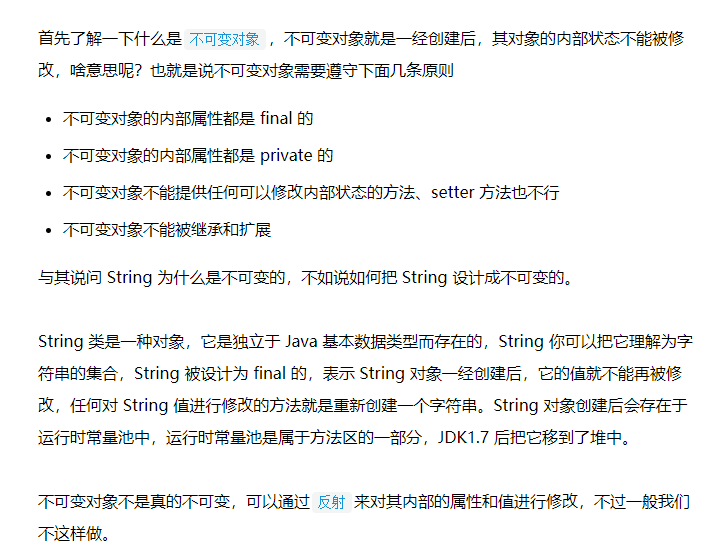 首先了解一下什么是 不可变对象 ，不可变对象就是一经创建后，其对象的内部状态不能被修
改，啥意思呢？也就是说不可变对象需要遵守下面几条原则
• 不可变对象的内部属性都是 final 的
• 不可变对象的内部属性都是 private 的
• 不可变对象不能提供任何可以修改内部状态的方法、setter 方法也不行
• 不可变对象不能被继承和扩展
与其说问 String 为什么是不可变的，不如说如何把 String 设计成不可变的。
String 类是一种对象，它是独立于 Java 基本数据类型而存在的，String 你可以把它理解为字
符串的集合，String 被设计为 final 的，表示 String 对象一经创建后，它的值就不能再被修
改，任何对 String 值进行修改的方法就是重新创建一个字符串。String 对象创建后会存在于
运行时常量池中，运行时常量池是属于方法区的一部分，JDK1.7 后把它移到了堆中。
不可变对象不是真的不可变，可以通过 反射 来对其内部的属性和值进行修改，不过一般我们
不这样做。